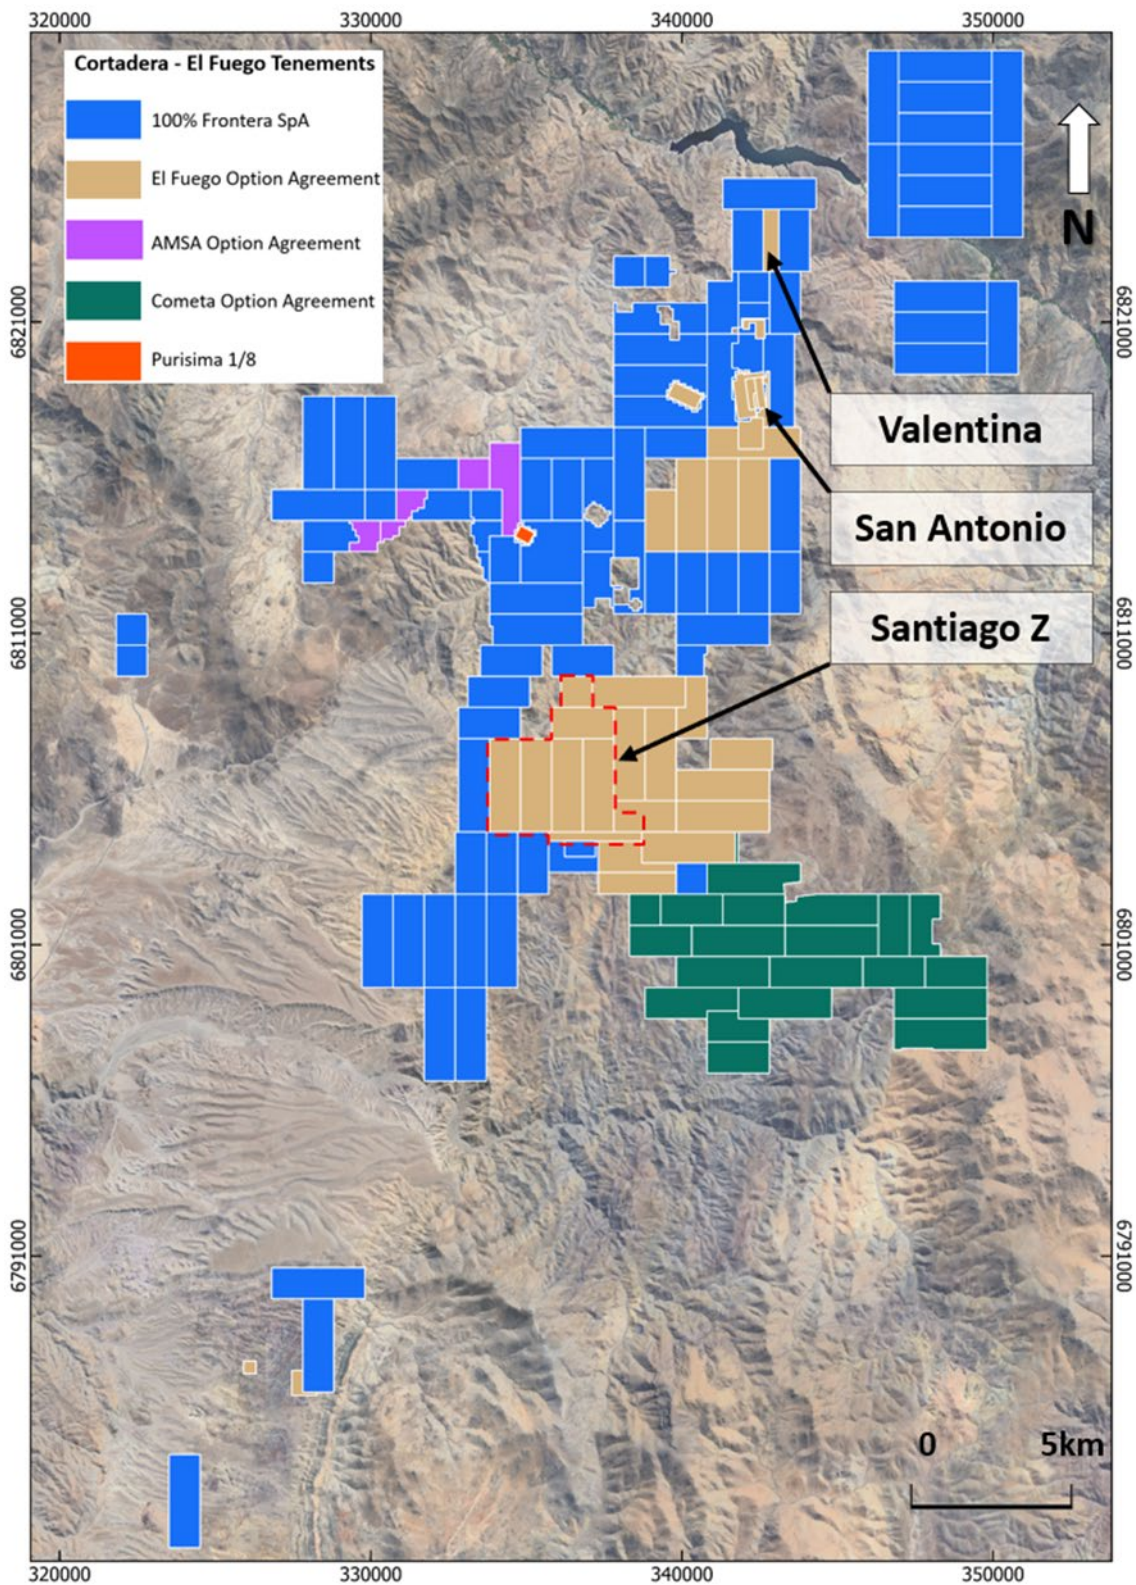 320000
330000
340000
350000
Cortadera - El Fuego Tenements
100% Frontera SpA
El Fuego Option Agreement
AMSA Option Agreement
Cometa Option Agreement
Purisima 1/8
N
6821000
6821000
Valentina
San Antonio
Santiago Z
6811000
6811000
6801000
6801000
6791000
6791000
0
5km
320000
330000
340000
350000